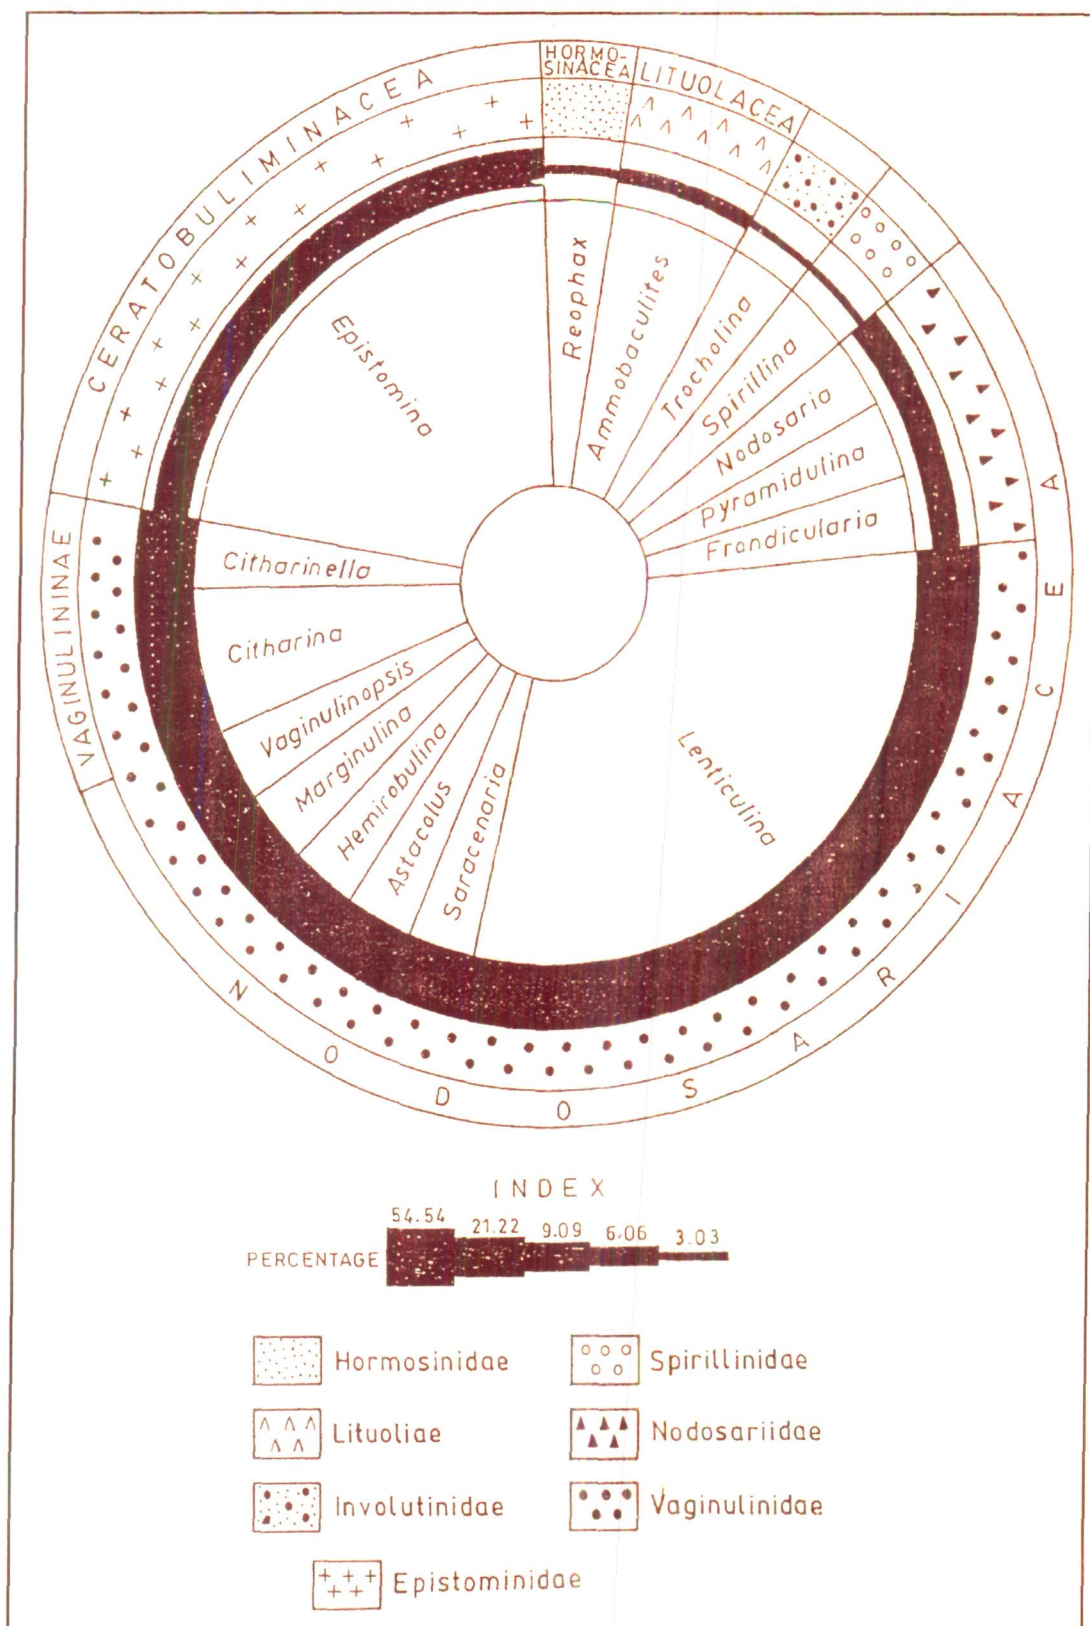 HORMO-
SINACEA
LITUOLACEA
CERATOBULIMINACEA
VAGINULININAE
NODOSARIACEA
Epistomina
Reophax
Ammobaculites
Trocholina
Spirillina
Nodosaria
Pyramidulina
Frondicularia
Lenticulina
Saracenaria
Astacolus
Hemirobulina
Marginulina
Vaginulinopsis
Citharina
Citharinella
INDEX
54.54 21.22 9.09 6.06 3.03
PERCENTAGE
Hormosinidae
Spirillinidae
Lituoliae
Nodosariidae
Involutinidae
Vaginulinidae
Epistominidae